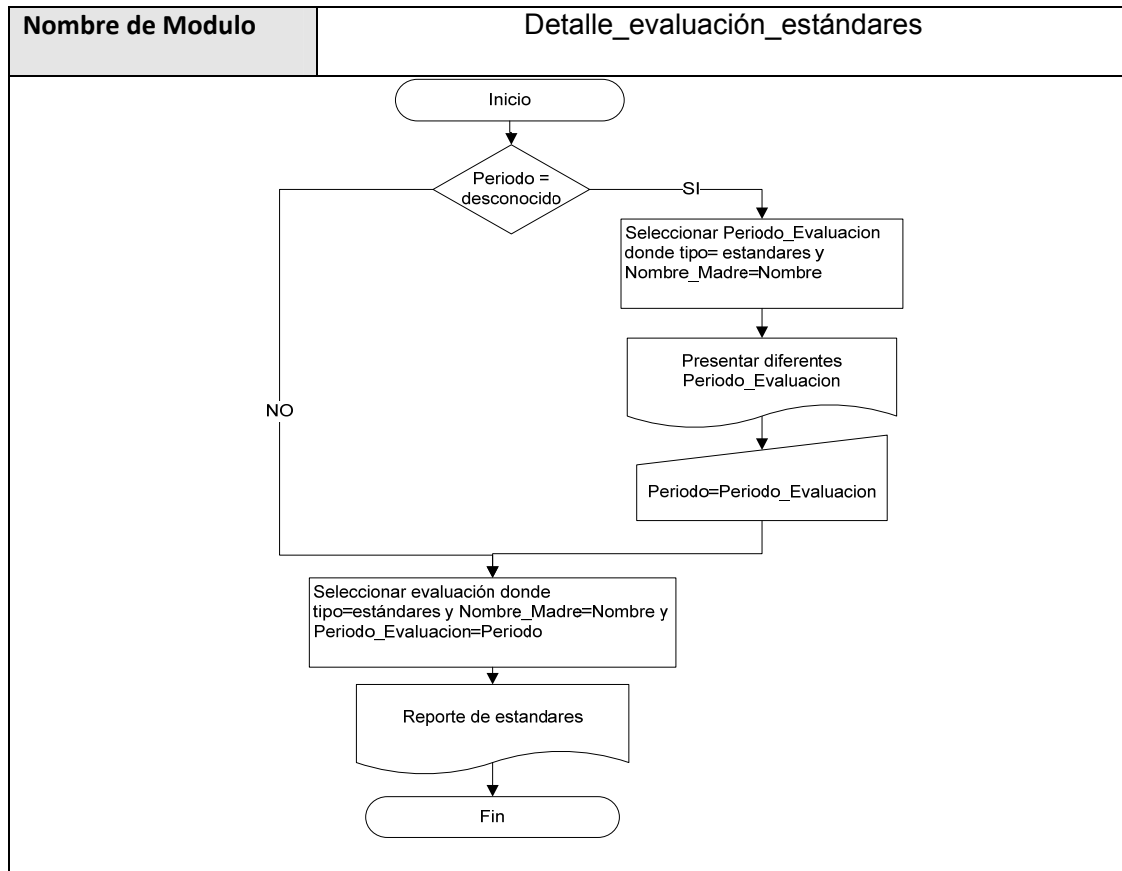 Nombre de Modulo
Detalle_evaluación_estándares
Inicio
Periodo =
desconocido
SI
Seleccionar Periodo_Evaluacion
donde tipo= estandares y
Nombre_Madre=Nombre
Presentar diferentes
Periodo_Evaluacion
NO
Periodo=Periodo_Evaluacion
Seleccionar evaluación donde
tipo=estándares y Nombre_Madre=Nombre y
Periodo_Evaluacion=Periodo
Reporte de estandares
Fin